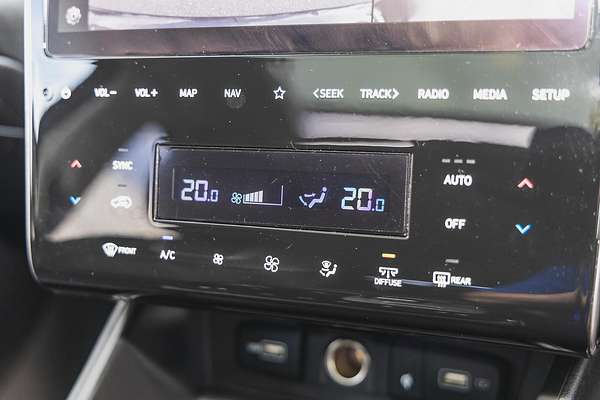 VOL− VOL+ MAP NAV ☆ <SEEK TRACK> RADIO MEDIA SETUP
SYNC AUTO
20.0 20.0
OFF
FRONT A/C DIFFUSE REAR